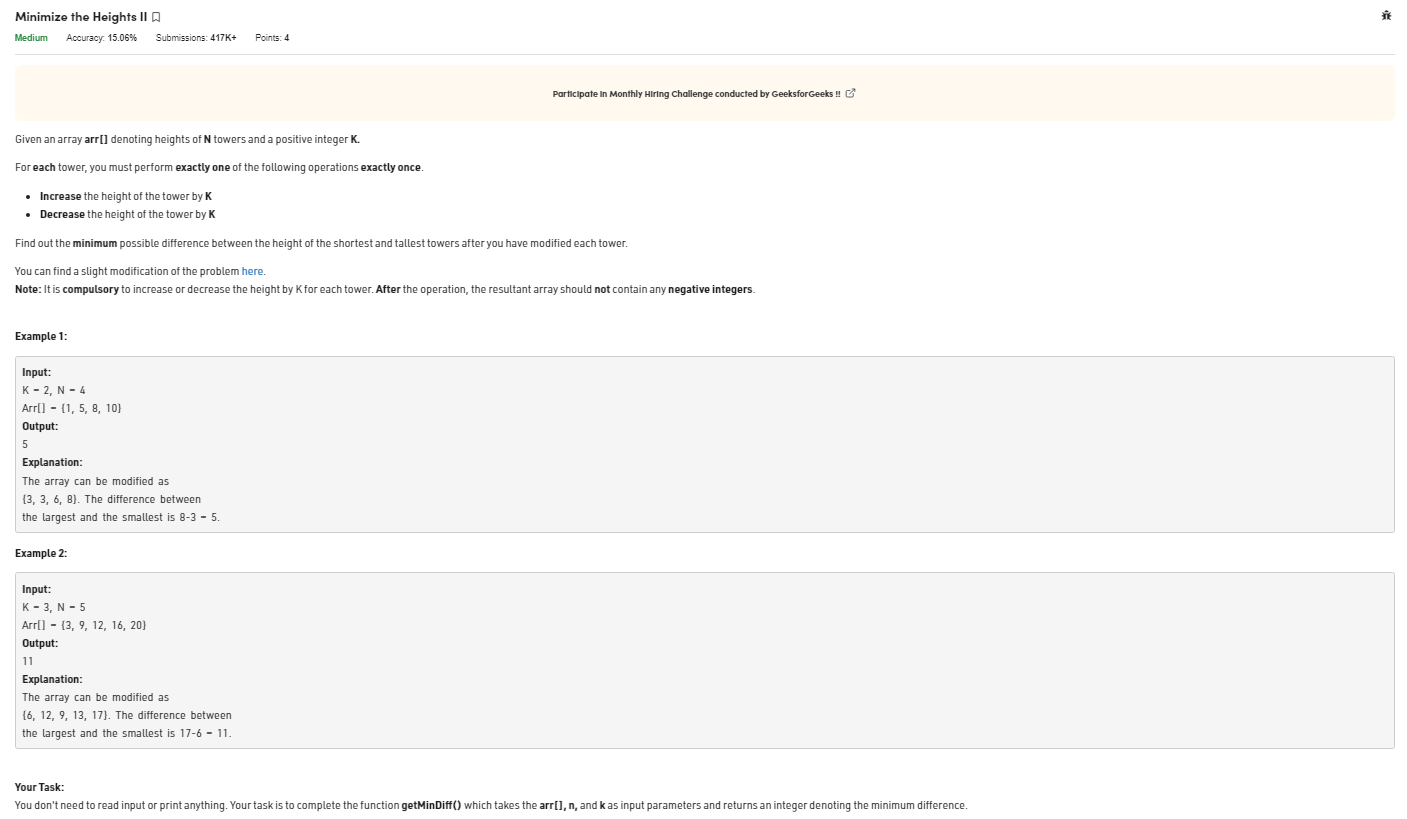 Minimize the Heights II
Medium Accuracy: 15.06% Submissions: 417K+ Points: 4
Participate in Monthly Hiring Challenge conducted by GeeksforGeeks !!
Given an array arr[] denoting heights of N towers and a positive integer K.
For each tower, you must perform exactly one of the following operations exactly once.
• Increase the height of the tower by K
• Decrease the height of the tower by K
Find out the minimum possible difference between the height of the shortest and tallest towers after you have modified each tower.
You can find a slight modification of the problem here.
Note: It is compulsory to increase or decrease the height by K for each tower. After the operation, the resultant array should not contain any negative integers.
Example 1:
Input:
K = 2, N = 4
Arr[] = {1, 5, 8, 10}
Output:
5
Explanation:
The array can be modified as
{3, 3, 6, 8}. The difference between
the largest and the smallest is 8-3 = 5.
Example 2:
Input:
K = 3, N = 5
Arr[] = {3, 9, 12, 16, 20}
Output:
11
Explanation:
The array can be modified as
{6, 12, 9, 13, 17}. The difference between
the largest and the smallest is 17-6 = 11.
Your Task:
You don't need to read input or print anything. Your task is to complete the function getMinDiff() which takes the arr[], n, and k as input parameters and returns an integer denoting the minimum difference.